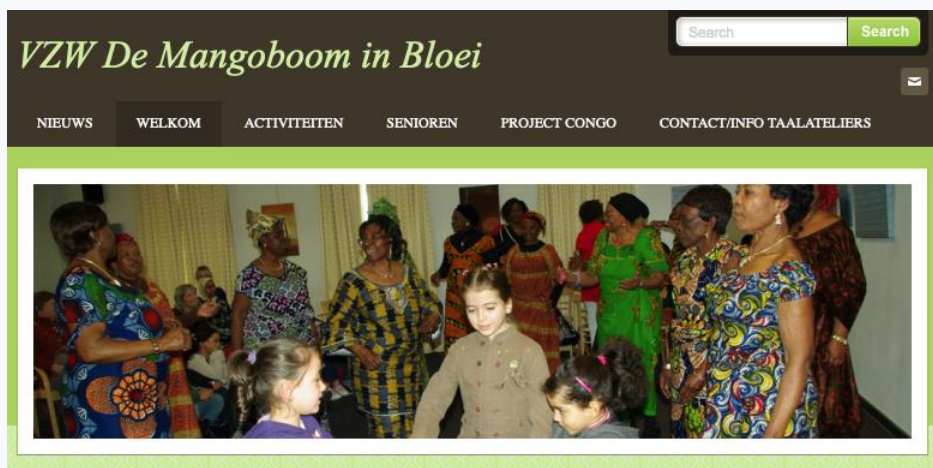 VZW De Mangoboom in Bloei
Search Search
NIEUWS WELKOM ACTIVITEITEN SENIOREN PROJECT CONGO CONTACT/INFO TAALATELIERS